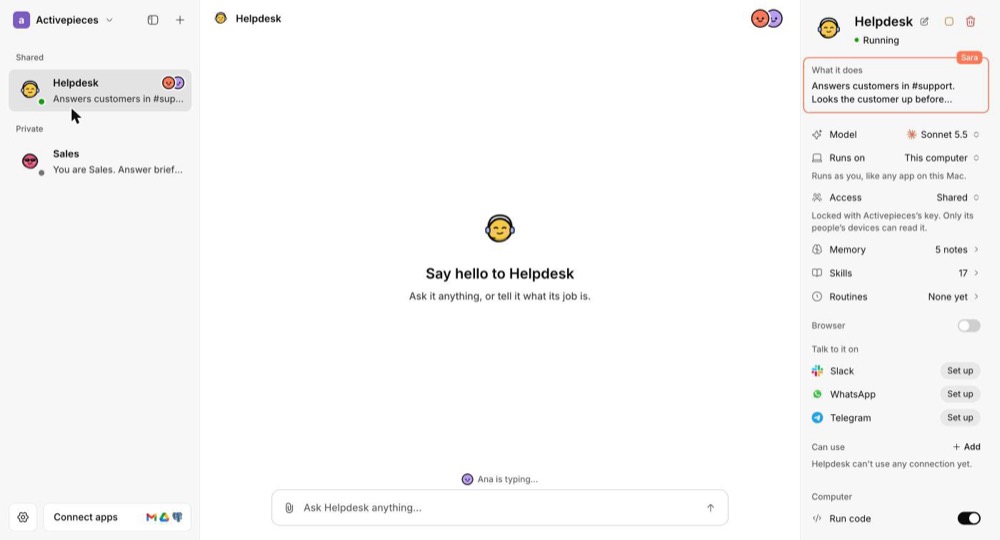 a Activepieces
Shared
Helpdesk
Answers customers in #sup...
Private
Sales
You are Sales. Answer brief...
Connect apps
Helpdesk
Say hello to Helpdesk
Ask it anything, or tell it what its job is.
Ana is typing...
Ask Helpdesk anything...
Helpdesk
Running
Sara
What it does
Answers customers in #support.
Looks the customer up before...
Model Sonnet 5.5
Runs on This computer
Runs as you, like any app on this Mac.
Access Shared
Locked with Activepieces's key. Only its
people's devices can read it.
Memory 5 notes
Skills 17
Routines None yet
Browser
Talk to it on
Slack Set up
WhatsApp Set up
Telegram Set up
Can use + Add
Helpdesk can't use any connection yet.
Computer
Run code